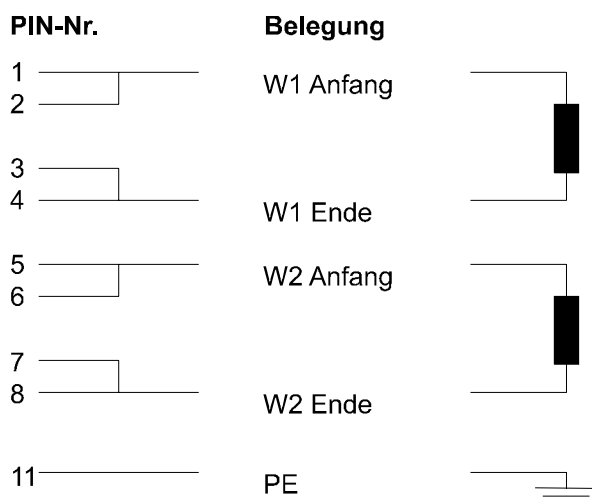 PIN-Nr. Belegung
1
W1 Anfang
2
3
4
W1 Ende
5
W2 Anfang
6
7
8
W2 Ende
11 PE